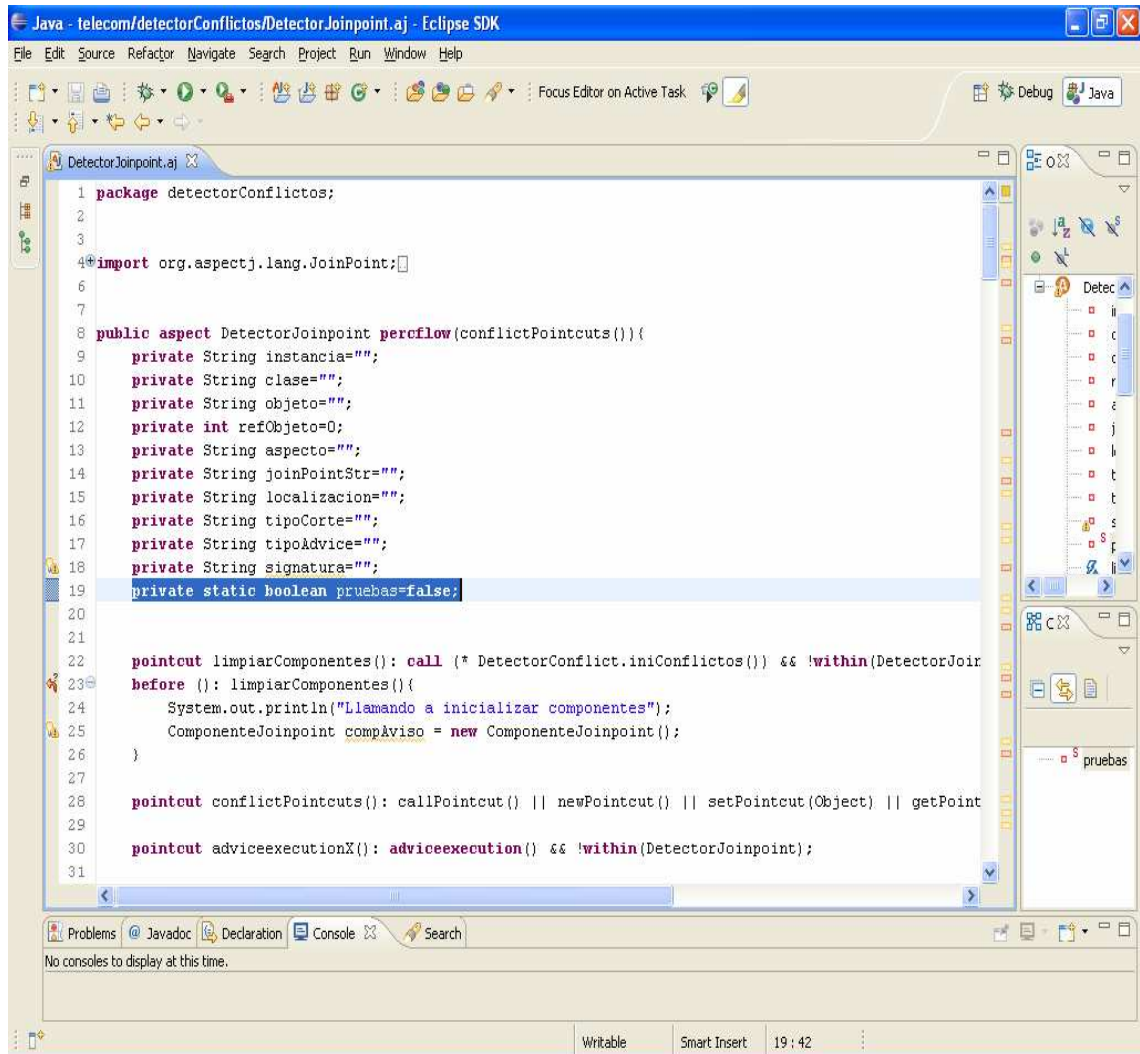 Java - telecom/detectorConflictos/DetectorJoinpoint.aj - Eclipse SDK
File Edit Source Refactor Navigate Search Project Run Window Help
Focus Editor on Active Task
Debug Java
DetectorJoinpoint.aj
1 package detectorConflictos;
2
3
4 import org.aspectj.lang.JoinPoint;
6
7
8 public aspect DetectorJoinpoint percflow(conflictPointcuts()){
9 private String instancia="";
10 private String clase="";
11 private String objeto="";
12 private int refObjeto=0;
13 private String aspecto="";
14 private String joinPointStr="";
15 private String localizacion="";
16 private String tipoCorte="";
17 private String tipoAdvice="";
18 private String signatura="";
19 private static boolean pruebas=false;
20
21
22 pointcut limpiarComponentes(): call (* DetectorConflict.iniConflictos()) && !within(DetectorJoin
23 before (): limpiarComponentes(){
24 System.out.println("Llamando a inicializar componentes");
25 ComponenteJoinpoint compAviso = new ComponenteJoinpoint();
26 }
27
28 pointcut conflictPointcuts(): callPointcut() || newPointcut() || setPointcut(Object) || getPoint
29
30 pointcut adviceexecutionX(): adviceexecution() && !within(DetectorJoinpoint);
31
O
Detec
C
pruebas
Problems @ Javadoc Declaration Console Search
No consoles to display at this time.
Writable Smart Insert 19 : 42